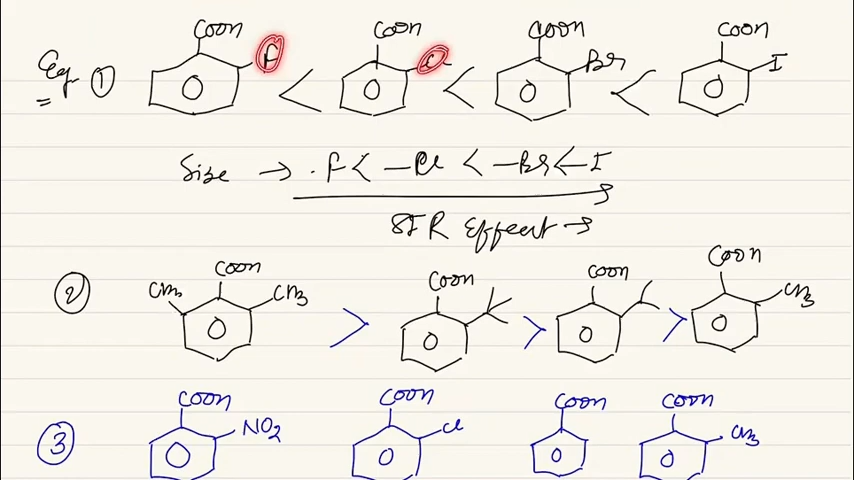 COOH COOH COOH COOH
Eg ① F < Cl < Br < I
Size → . F < —Cl < —Br < —I
SIR Effect →
② COOH COOH COOH COOH
CH3 CH3 > > > CH3
③ COOH COOH COOH COOH
NO2 Cl CH3